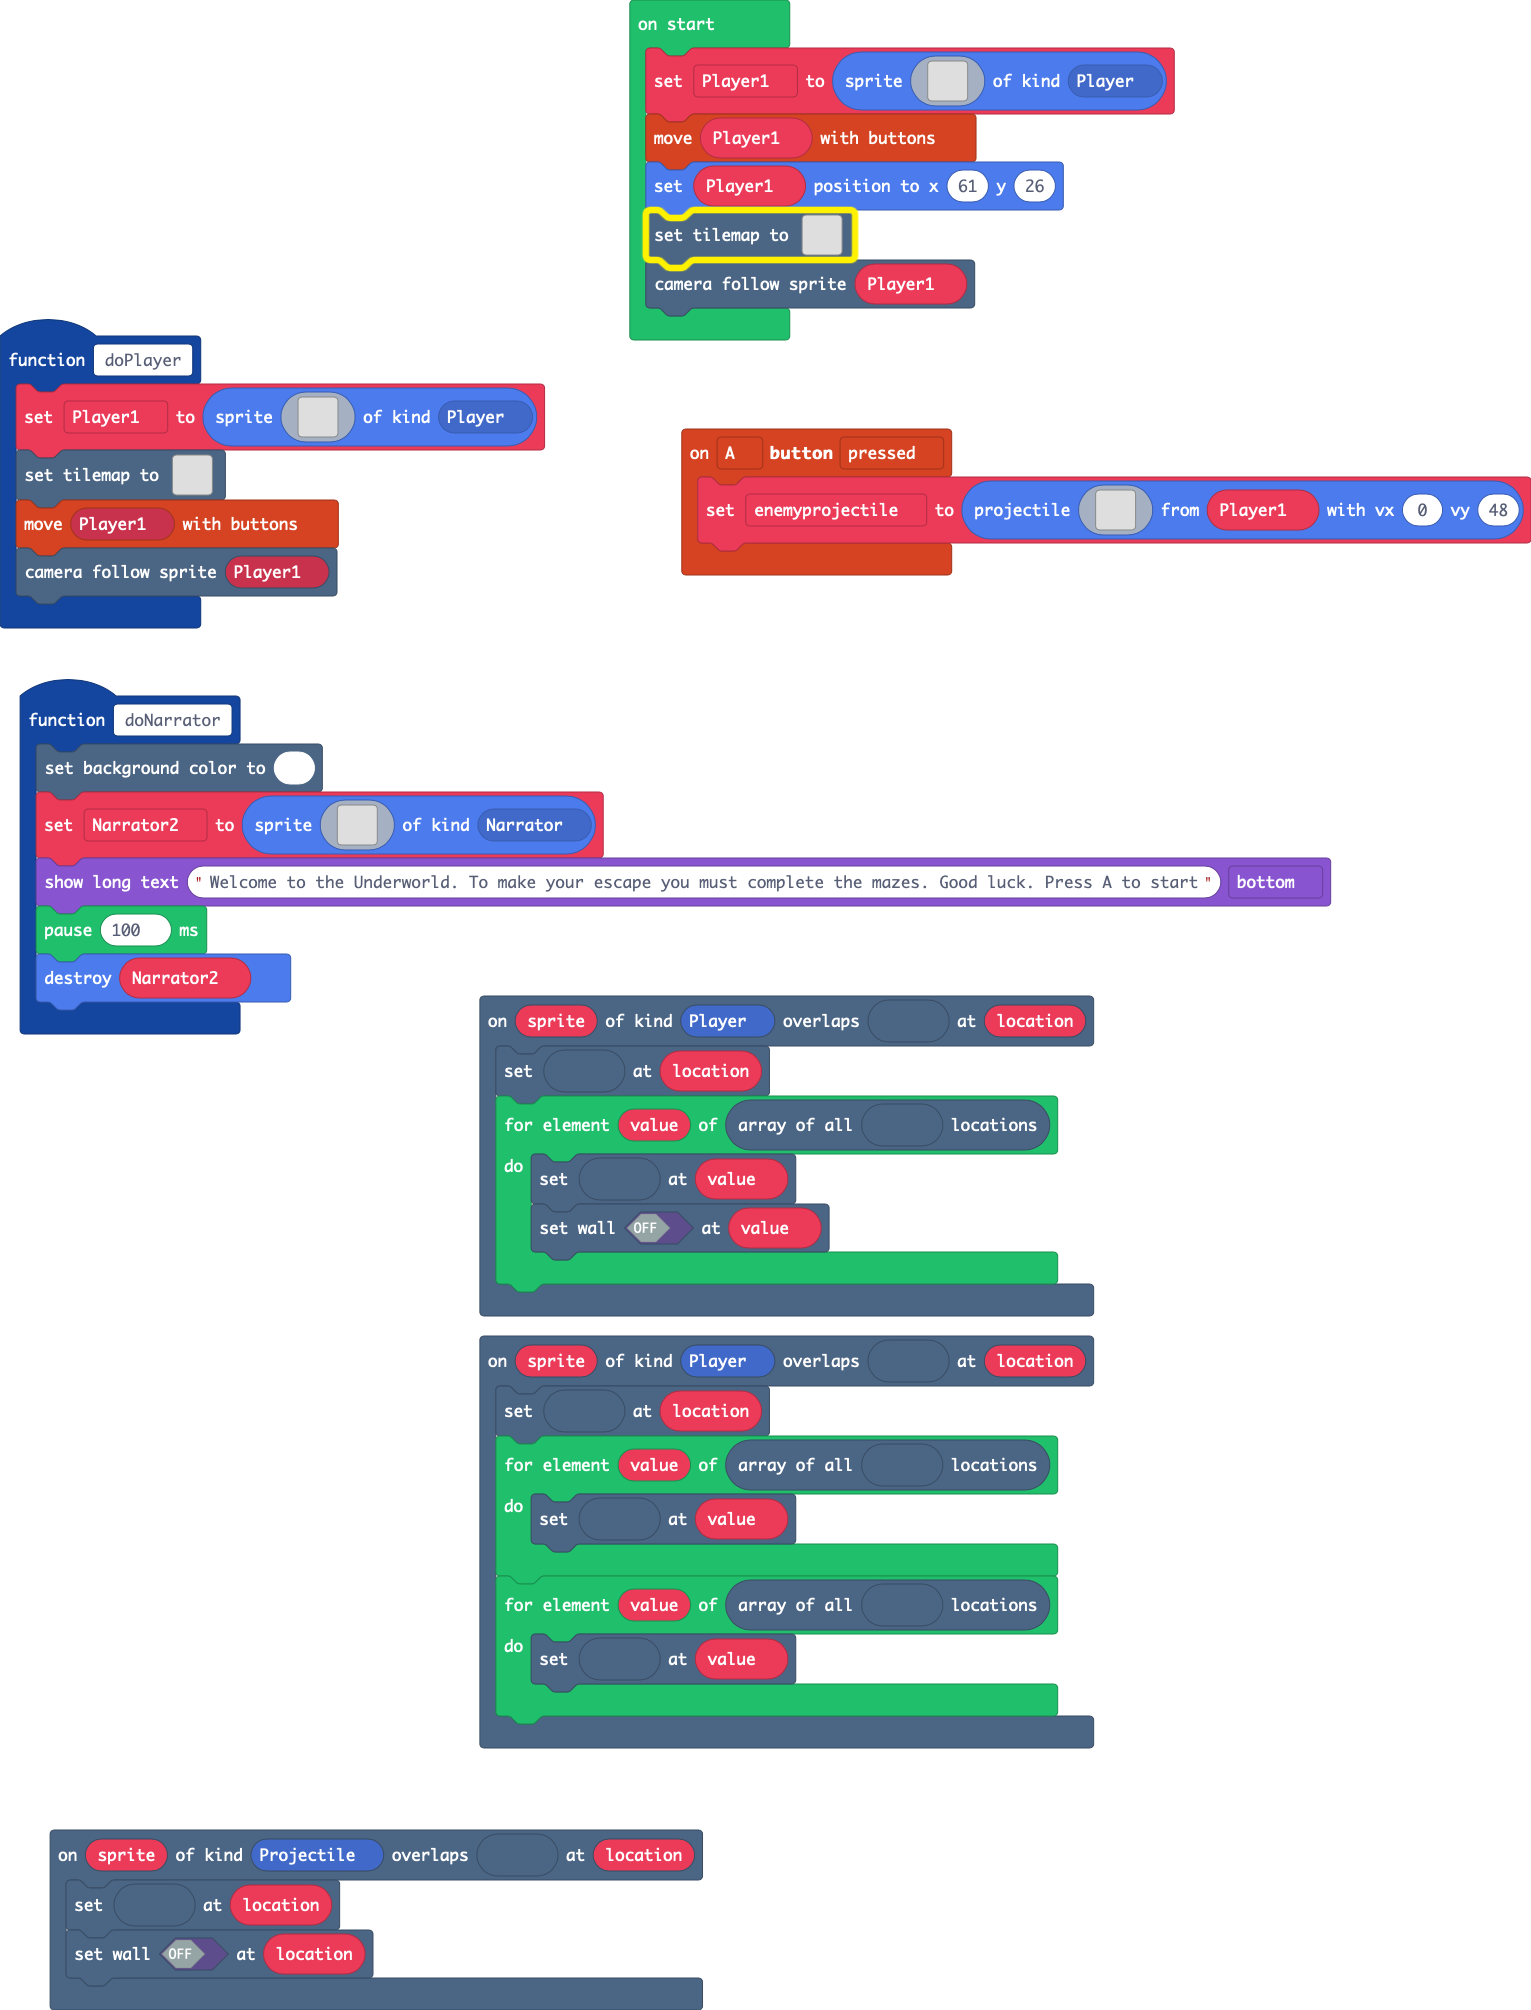 on start
set Player1 to sprite of kind Player
move Player1 with buttons
set Player1 position to x 61 y 26
set tilemap to
camera follow sprite Player1
function doPlayer
set Player1 to sprite of kind Player
set tilemap to
move Player1 with buttons
camera follow sprite Player1
on A button pressed
set enemyprojectile to projectile from Player1 with vx 0 vy 48
function doNarrator
set background color to
set Narrator2 to sprite of kind Narrator
show long text " Welcome to the Underworld. To make your escape you must complete the mazes. Good luck. Press A to start " bottom
pause 100 ms
destroy Narrator2
on sprite of kind Player overlaps at location
set at location
for element value of array of all locations
do
set at value
set wall OFF at value
on sprite of kind Player overlaps at location
set at location
for element value of array of all locations
do
set at value
for element value of array of all locations
do
set at value
on sprite of kind Projectile overlaps at location
set at location
set wall OFF at location